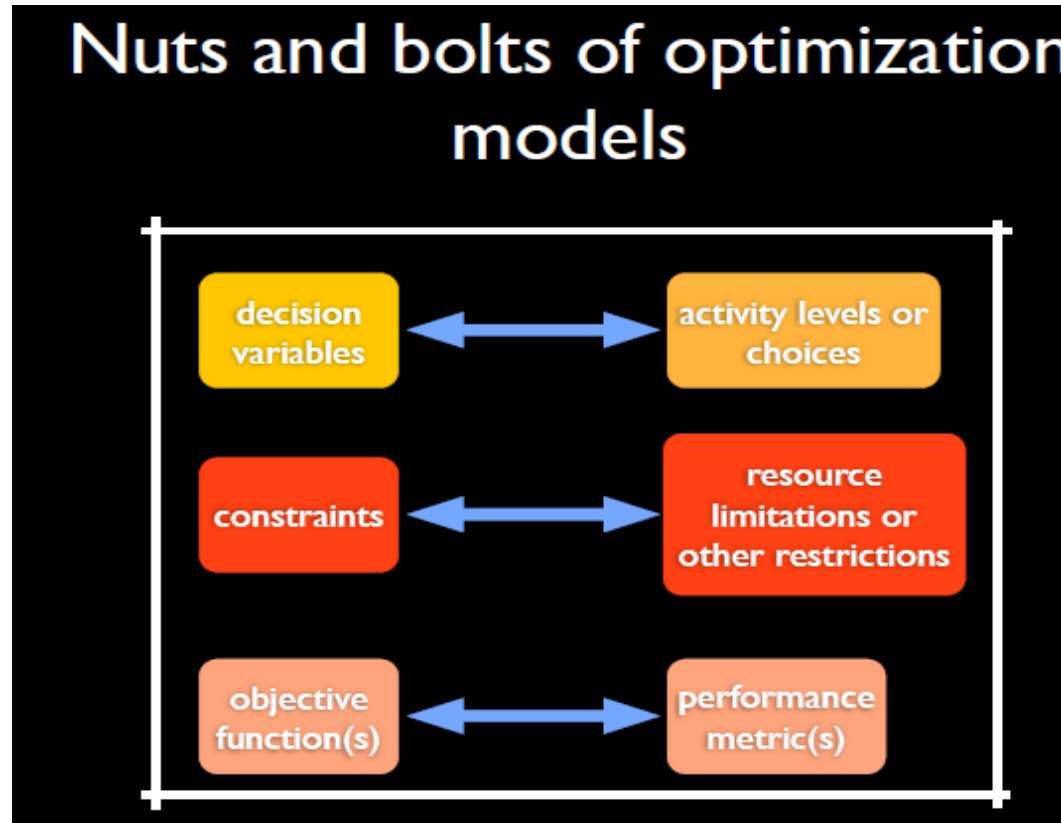 Nuts and bolts of optimization
models
decision
variables
activity levels or
choices
constraints
resource
limitations or
other restrictions
objective
function(s)
performance
metric(s)